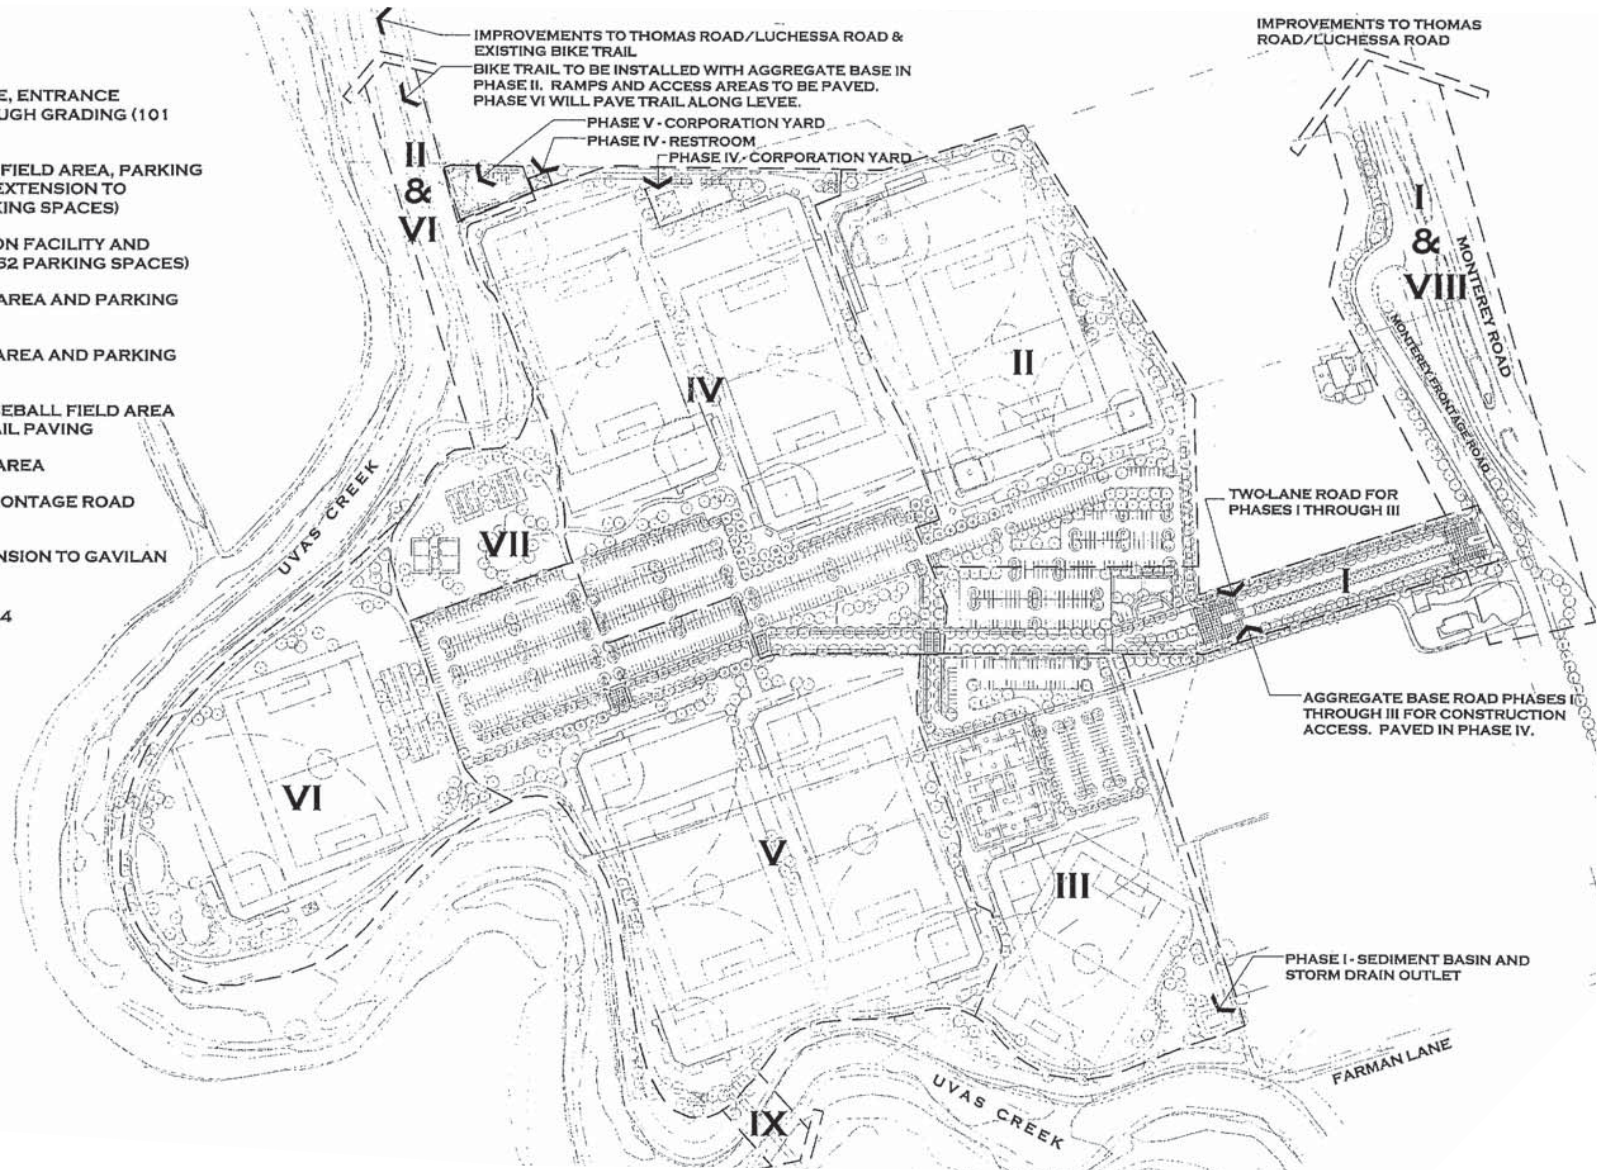 E, ENTRANCE
UGH GRADING (101
FIELD AREA, PARKING
EXTENSION TO
KING SPACES)
ON FACILITY AND
62 PARKING SPACES)
AREA AND PARKING
AREA AND PARKING
EBALL FIELD AREA
AIL PAVING
AREA
ONTAGE ROAD
NSION TO GAVILAN
4
IMPROVEMENTS TO THOMAS ROAD/LUCHESSA ROAD &
EXISTING BIKE TRAIL
BIKE TRAIL TO BE INSTALLED WITH AGGREGATE BASE IN
PHASE II. RAMPS AND ACCESS AREAS TO BE PAVED.
PHASE VI WILL PAVE TRAIL ALONG LEVEE.
PHASE V - CORPORATION YARD
PHASE IV - RESTROOM
PHASE IV - CORPORATION YARD
IMPROVEMENTS TO THOMAS
ROAD/LUCHESSA ROAD
II
&
VI
I
&
VIII
MONTEREY ROAD
MONTEREY FRONTAGE ROAD
IV
II
UVAS CREEK
VII
TWO-LANE ROAD FOR
PHASES I THROUGH III
I
AGGREGATE BASE ROAD PHASES I
THROUGH III FOR CONSTRUCTION
ACCESS. PAVED IN PHASE IV.
VI
V
III
PHASE I - SEDIMENT BASIN AND
STORM DRAIN OUTLET
FARMAN LANE
UVAS CREEK
IX